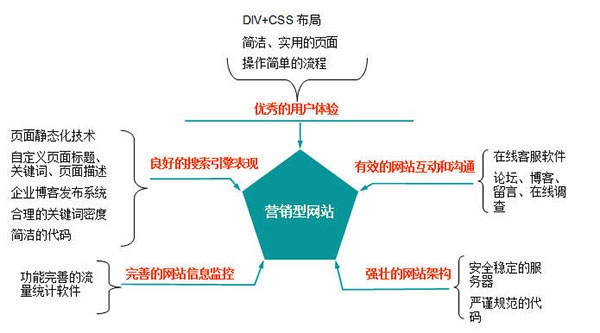 DIV+CSS 布局
简洁、实用的页面
操作简单的流程
优秀的用户体验
页面静态化技术
自定义页面标题、
关键词、页面描述
企业博客发布系统
合理的关键词密度
简洁的代码
良好的搜索引擎表现
有效的网站互动和沟通
在线客服软件
论坛、博客、
留言、在线调
查
营销型网站
功能完善的流
量统计软件
完善的网站信息监控
强壮的网站架构
安全稳定的服
务器
严谨规范的代
码